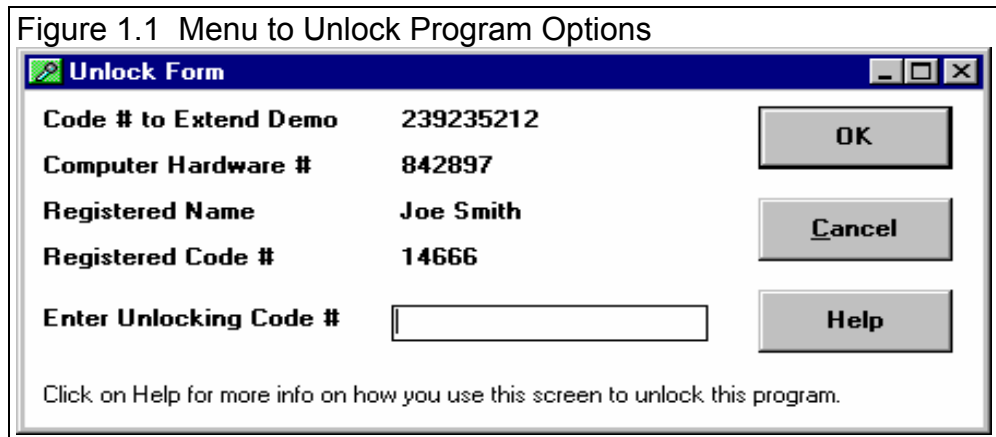 Figure 1.1 Menu to Unlock Program Options
Unlock Form
Code # to Extend Demo 239235212
OK
Computer Hardware # 842897
Registered Name Joe Smith
Cancel
Registered Code # 14666
Enter Unlocking Code #
Help
Click on Help for more info on how you use this screen to unlock this program.